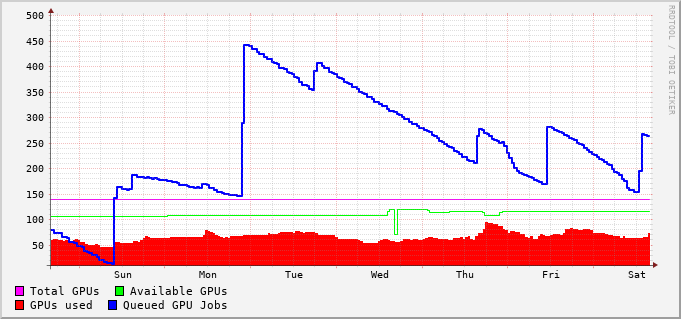 500
450
400
350
300
250
200
150
100
50
Sun Mon Tue Wed Thu Fri Sat
RRDTOOL / TOBI OETIKER
Total GPUs Available GPUs
GPUs used Queued GPU Jobs